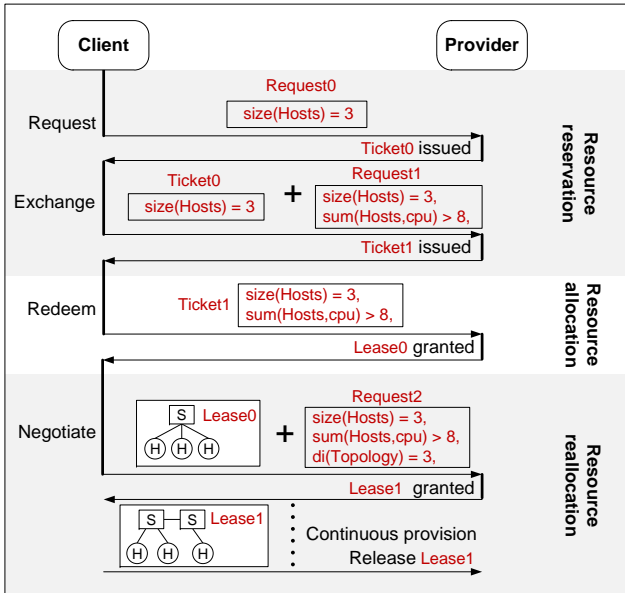 Client
Provider
Request0
size(Hosts) = 3
Request
Ticket0 issued
Ticket0
size(Hosts) = 3
+
Request1
size(Hosts) = 3,
sum(Hosts,cpu) > 8,
Exchange
Ticket1 issued
Resource
reservation
Redeem
Ticket1
size(Hosts) = 3,
sum(Hosts,cpu) > 8,
Lease0 granted
Resource
allocation
Negotiate
S
Lease0
H H H
+
Request2
size(Hosts) = 3,
sum(Hosts,cpu) > 8,
di(Topology) = 3,
Lease1 granted
Resource
reallocation
S S Lease1
H H H
Continuous provision
Release Lease1